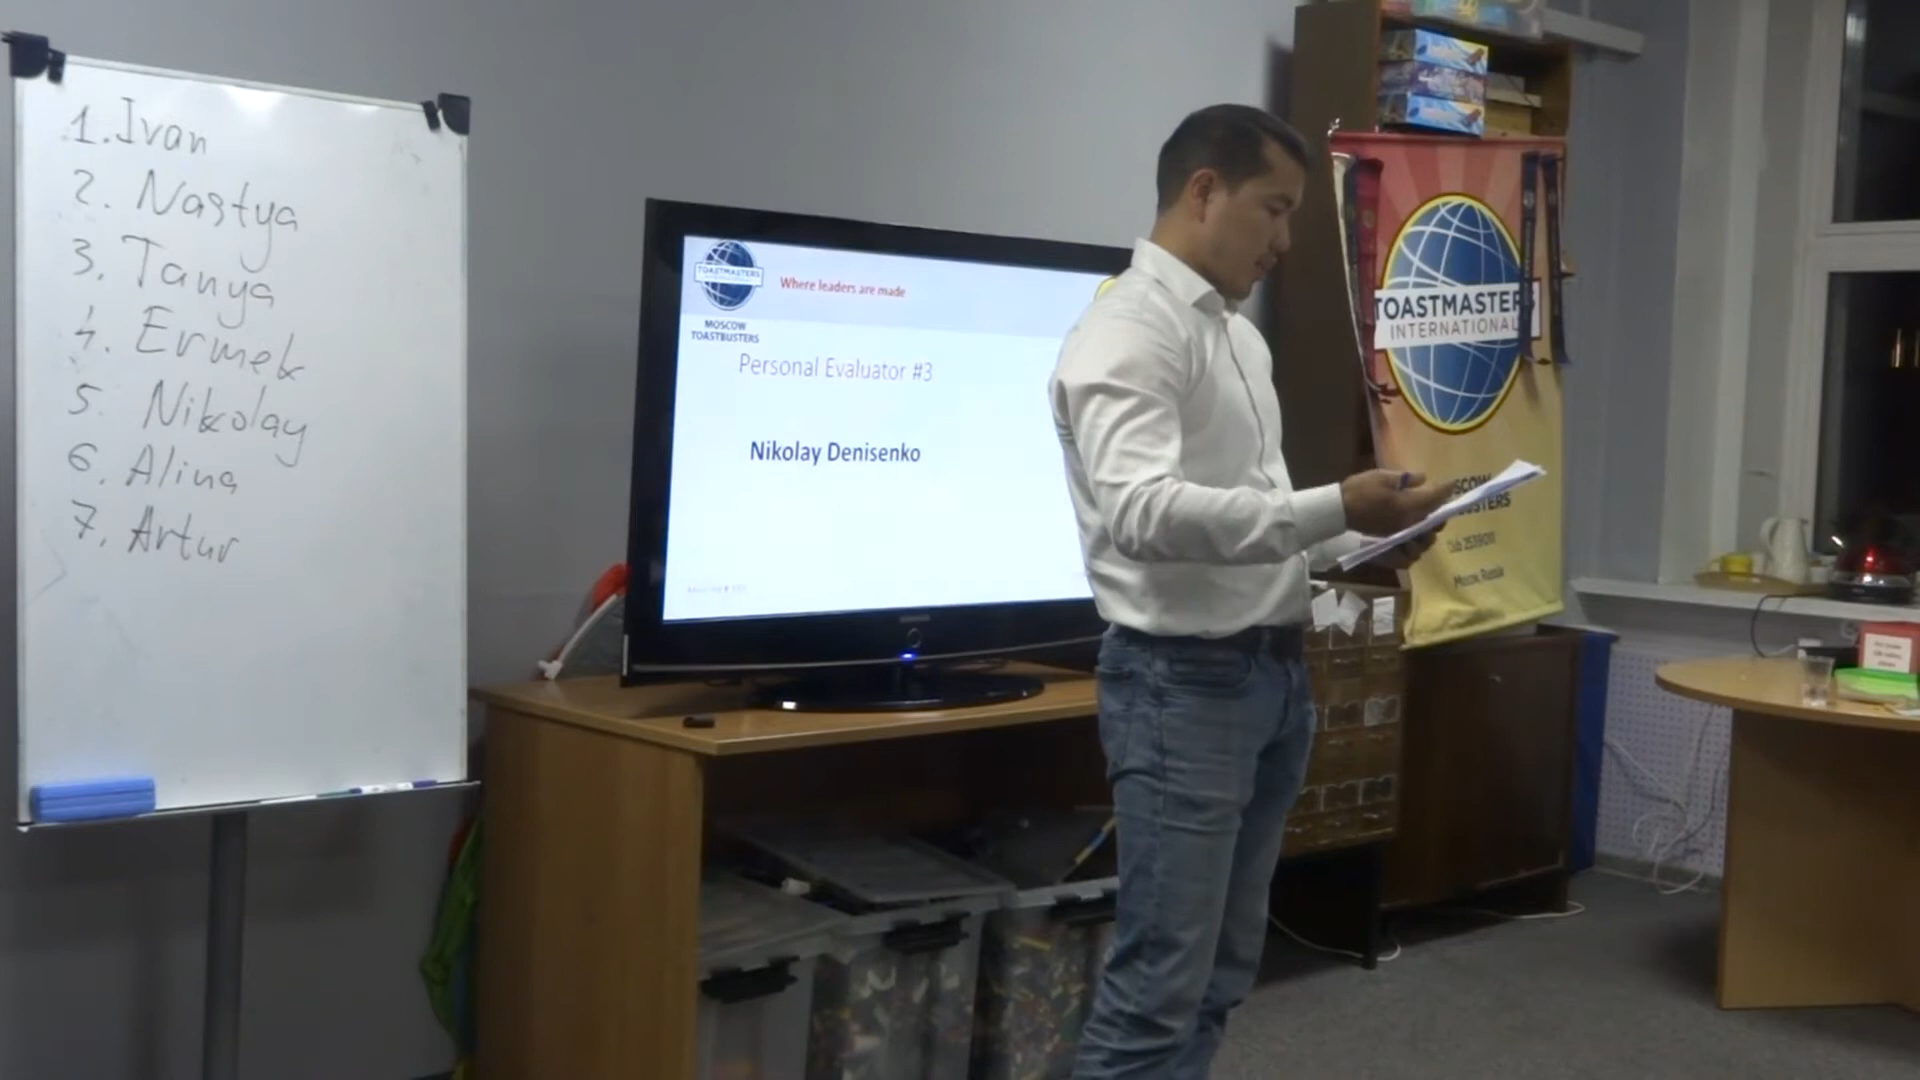 1. Ivan
2. Nastya
3. Tanya
4. Ermek
5. Nikolay
6. Alina
7. Artur
TOASTMASTERS
Where leaders are made
MOSCOW
TOASTBUSTERS
Personal Evaluator #3
Nikolay Denisenko
TOASTMASTERS
INTERNATIONAL
Moscow, Russia